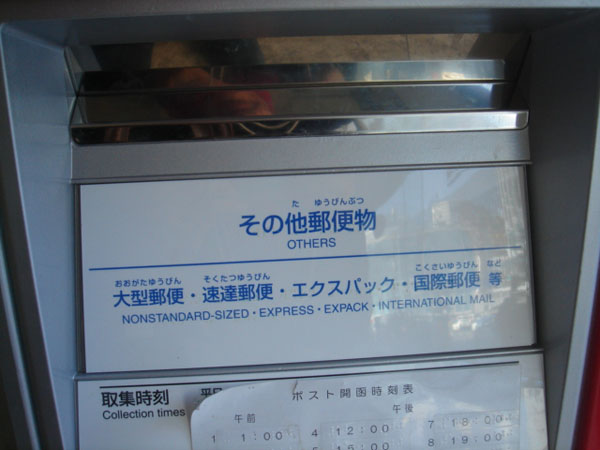 た ゆうびんぶつ
その他郵便物
OTHERS
おおがたゆうびん そくたつゆうびん こくさいゆうびん など
大型郵便・速達郵便・エクスパック・国際郵便 等
NONSTANDARD-SIZED・EXPRESS・EXPACK・INTERNATIONAL MAIL
取集時刻 平日
Collection times
ポスト開函時刻表
午前 午後
1 11:00 4 12:00 7 18:00
5 15:00 8 19:00